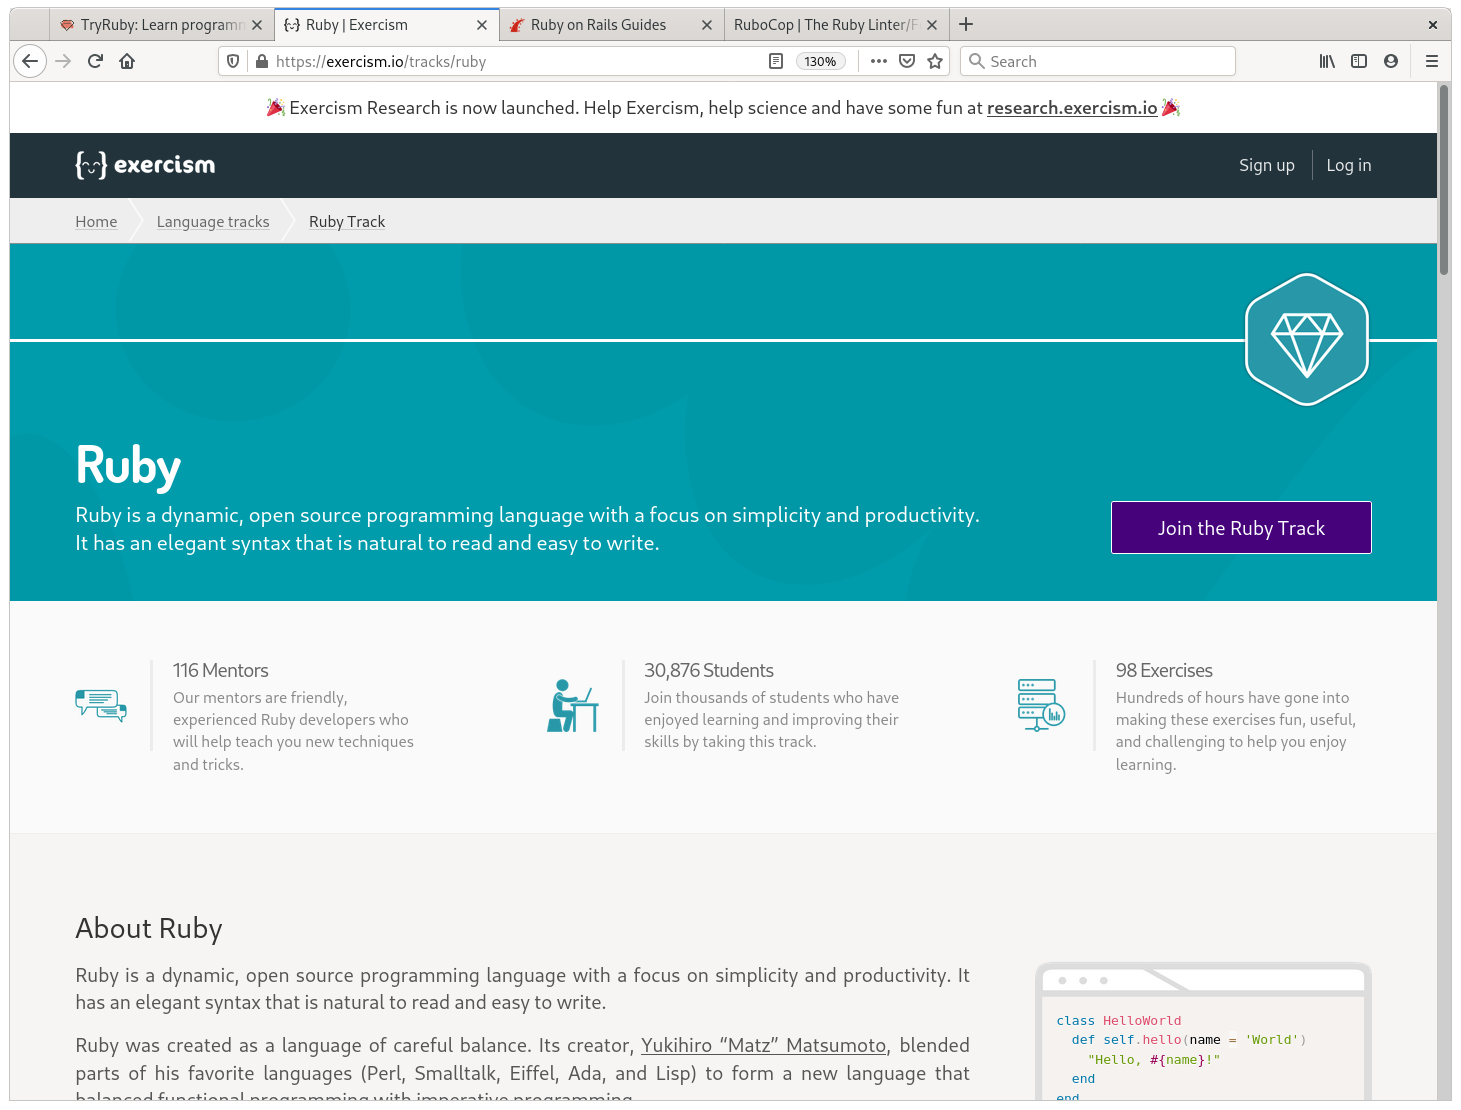 TryRuby: Learn programm
Ruby | Exercism
Ruby on Rails Guides
RuboCop | The Ruby Linter/F
https://exercism.io/tracks/ruby
130%
Search
Exercism Research is now launched. Help Exercism, help science and have some fun at research.exercism.io
exercism
Sign up
Log in
Home
Language tracks
Ruby Track
Ruby
Ruby is a dynamic, open source programming language with a focus on simplicity and productivity.
It has an elegant syntax that is natural to read and easy to write.
Join the Ruby Track
116 Mentors
Our mentors are friendly,
experienced Ruby developers who
will help teach you new techniques
and tricks.
30,876 Students
Join thousands of students who have
enjoyed learning and improving their
skills by taking this track.
98 Exercises
Hundreds of hours have gone into
making these exercises fun, useful,
and challenging to help you enjoy
learning.
About Ruby
Ruby is a dynamic, open source programming language with a focus on simplicity and productivity. It
has an elegant syntax that is natural to read and easy to write.
Ruby was created as a language of careful balance. Its creator, Yukihiro “Matz” Matsumoto, blended
parts of his favorite languages (Perl, Smalltalk, Eiffel, Ada, and Lisp) to form a new language that
balanced functional programming with imperative programming.
class HelloWorld
def self.hello(name = 'World')
"Hello, #{name}!"
end
end